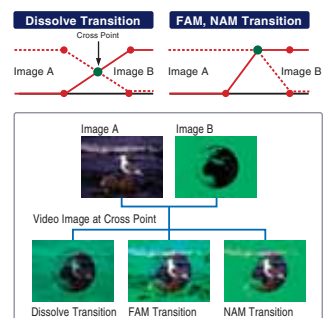 Dissolve Transition
FAM, NAM Transition
Cross Point
Image A
Image B
Image A
Image B
Image A
Image B
Video Image at Cross Point
Dissolve Transition
FAM Transition
NAM Transition